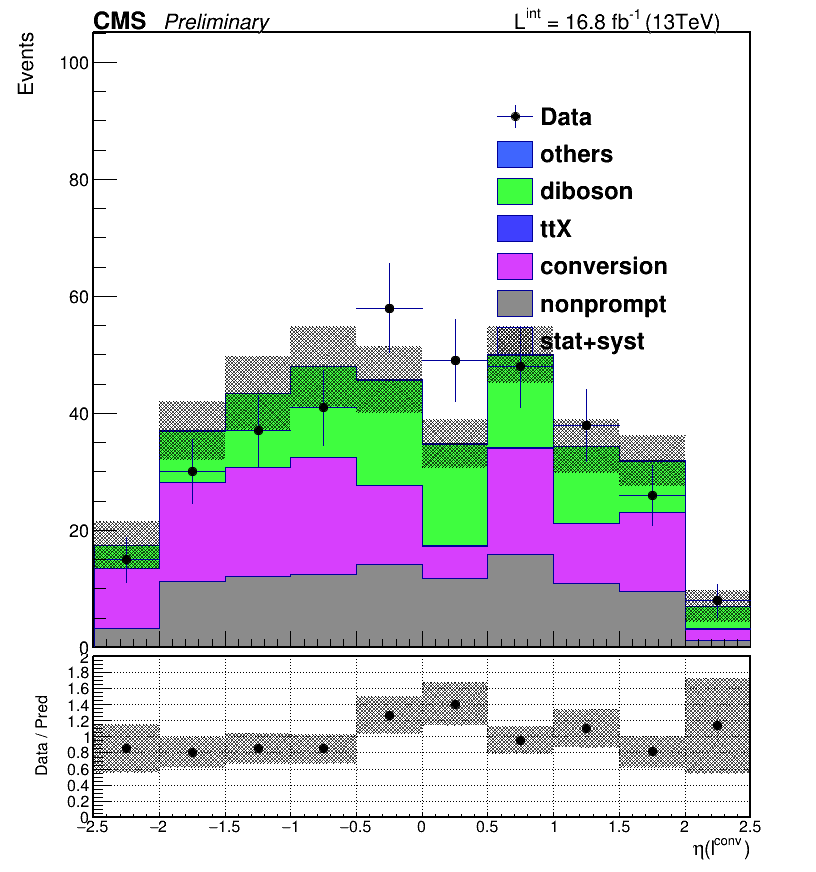 CMS Preliminary L^int = 16.8 fb^-1 (13TeV)
Events
100
80
60
40
20
0
Data
others
diboson
ttX
conversion
nonprompt
stat+syst
Data / Pred
2
1.8
1.6
1.4
1.2
1
0.8
0.6
0.4
0.2
0
−2.5 −2 −1.5 −1 −0.5 0 0.5 1 1.5 2 2.5
η(l^conv)